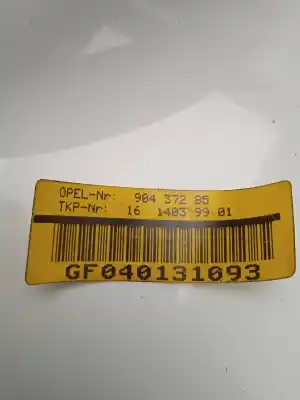 OPEL-Nr: 904 372 85
TKP-Nr: 16 1403 99 01
GF040131093